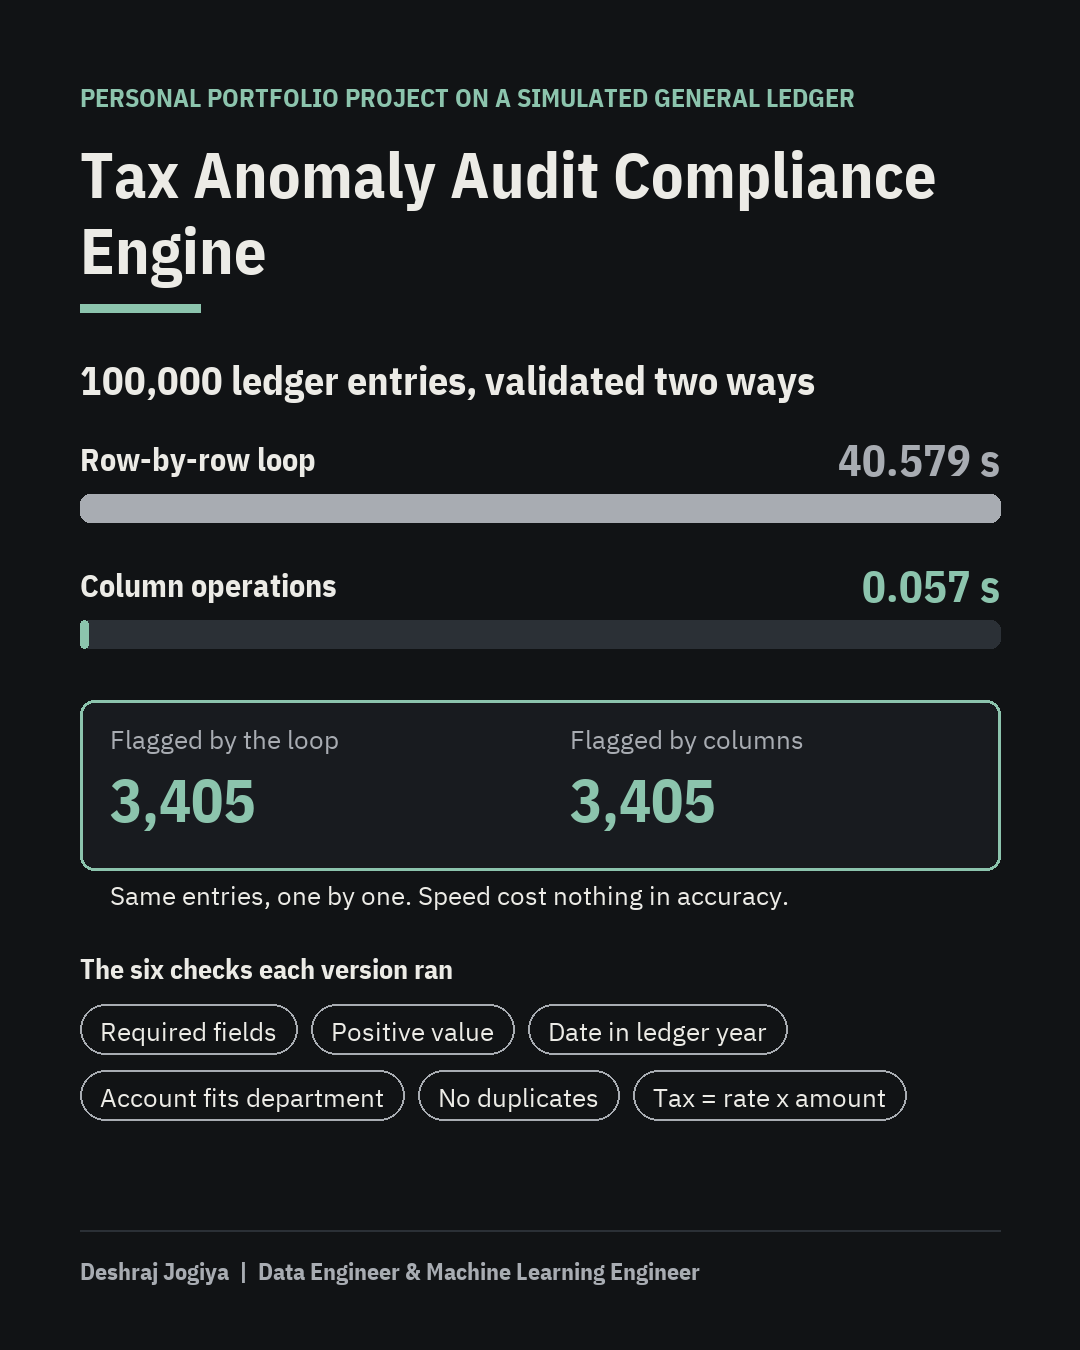 PERSONAL PORTFOLIO PROJECT ON A SIMULATED GENERAL LEDGER
Tax Anomaly Audit Compliance
Engine
100,000 ledger entries, validated two ways
Row-by-row loop 40.579 s
Column operations 0.057 s
Flagged by the loop Flagged by columns
3,405 3,405
Same entries, one by one. Speed cost nothing in accuracy.
The six checks each version ran
Required fields Positive value Date in ledger year
Account fits department No duplicates Tax = rate x amount
Deshraj Jogiya | Data Engineer & Machine Learning Engineer